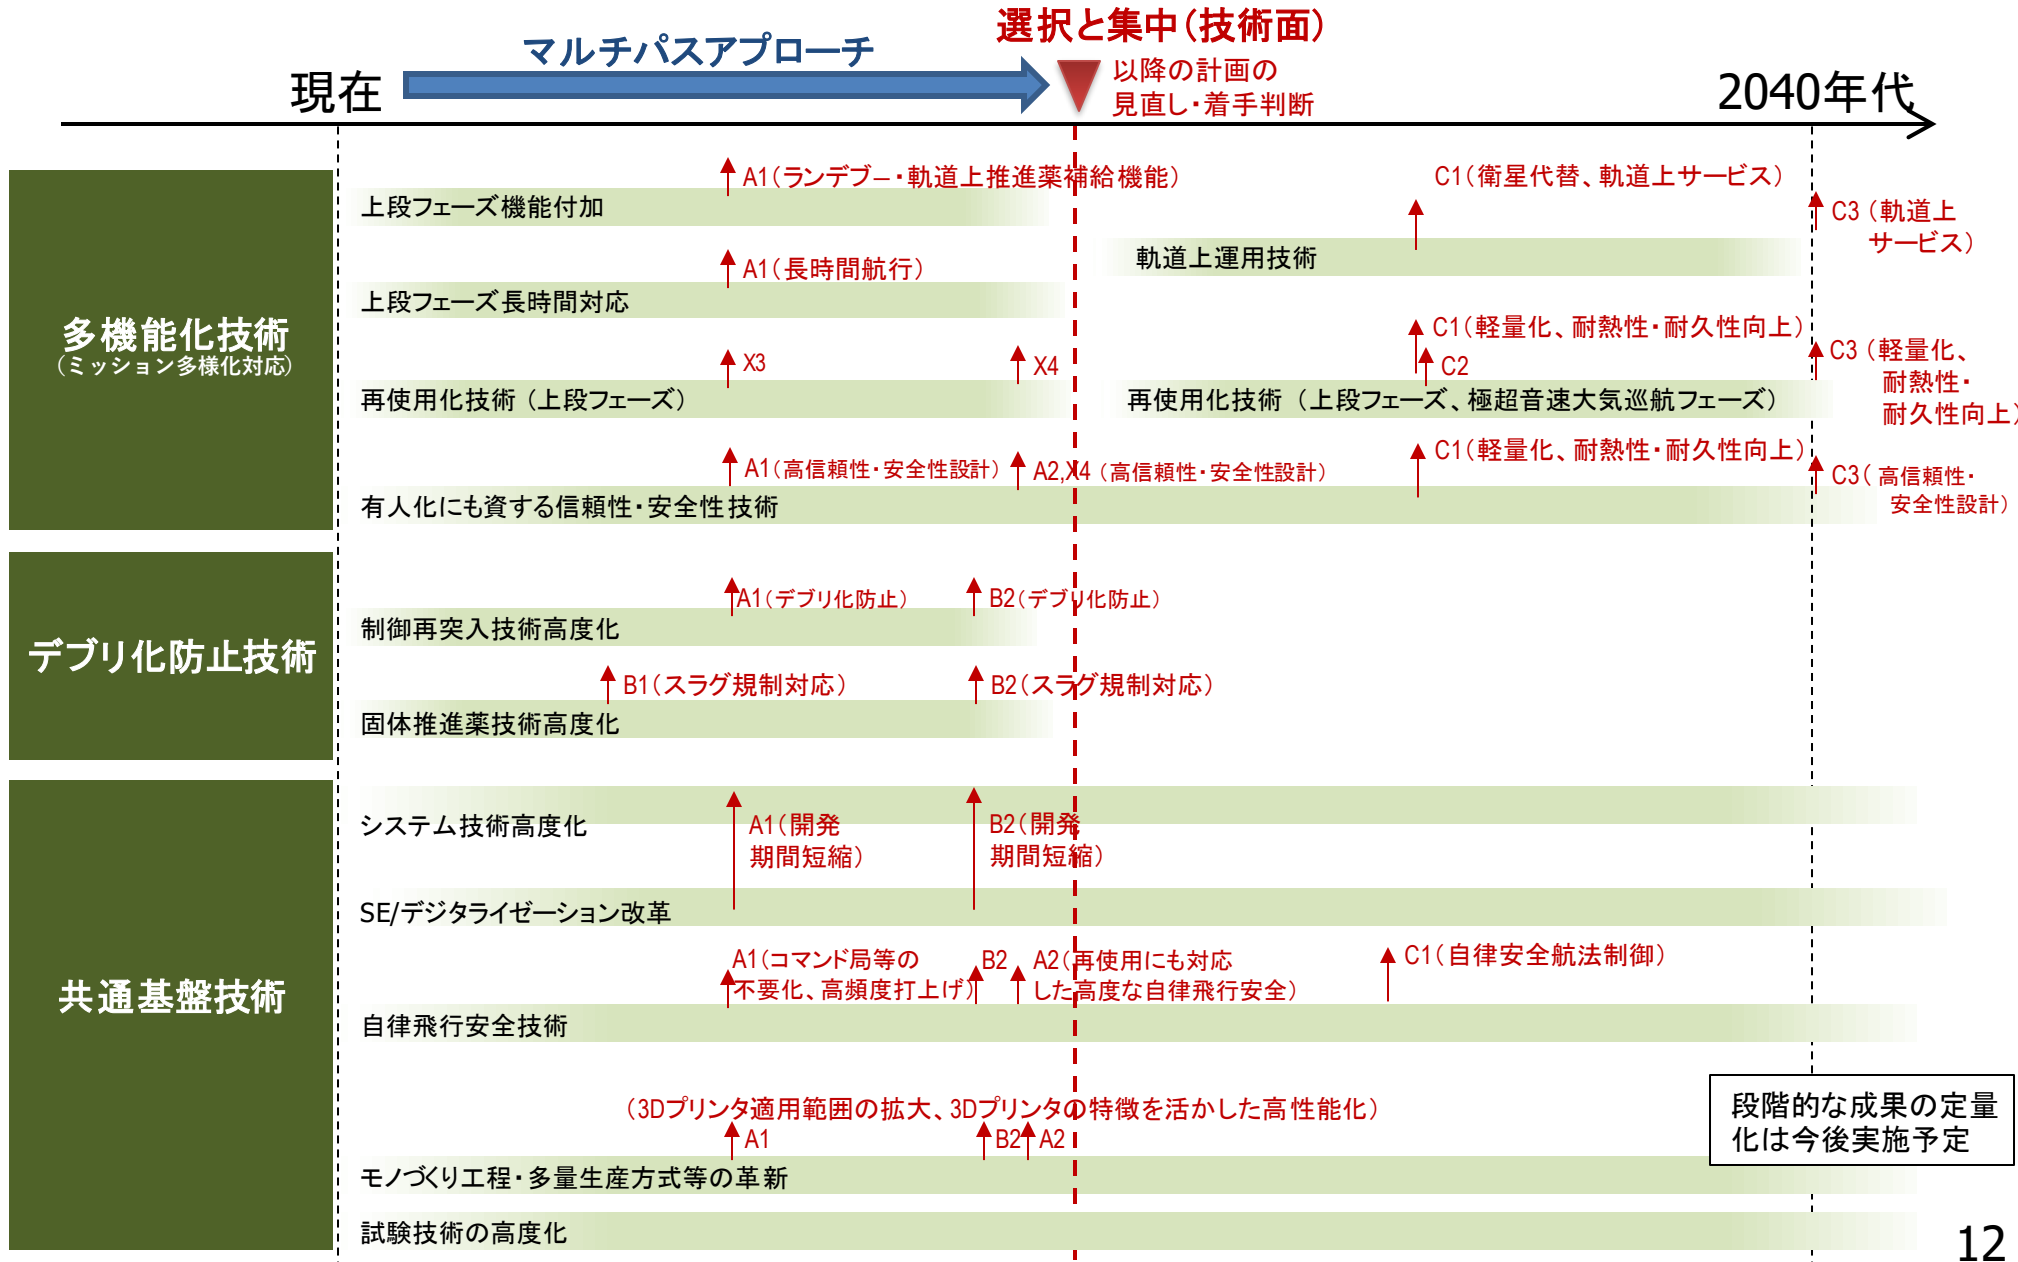 選択と集中(技術面)
マルチパスアプローチ
以降の計画の
見直し・着手判断
現在
2040年代
多機能化技術
(ミッション多様化対応)
A1(ランデブー・軌道上推進薬補給機能)
上段フェーズ機能付加
C1(衛星代替、軌道上サービス)
C3(軌道上
サービス)
軌道上運用技術
A1(長時間航行)
上段フェーズ長時間対応
X3
X4
再使用化技術(上段フェーズ)
C1(軽量化、耐熱性・耐久性向上)
C2
C3(軽量化、
耐熱性・
耐久性向上)
再使用化技術(上段フェーズ、極超音速大気巡航フェーズ)
A1(高信頼性・安全性設計)
A2,X4(高信頼性・安全性設計)
C1(軽量化、耐熱性・耐久性向上)
C3(高信頼性・
安全性設計)
有人化にも資する信頼性・安全性技術
デブリ化防止技術
A1(デブリ化防止)
B2(デブリ化防止)
制御再突入技術高度化
B1(スラグ規制対応)
B2(スラグ規制対応)
固体推進薬技術高度化
共通基盤技術
システム技術高度化
A1(開発
期間短縮)
B2(開発
期間短縮)
SE/デジタライゼーション改革
A1(コマンド局等の
不要化、高頻度打上げ)
B2
A2(再使用にも対応
した高度な自律飛行安全)
C1(自律安全航法制御)
自律飛行安全技術
(3Dプリンタ適用範囲の拡大、3Dプリンタの特徴を活かした高性能化)
A1
B2
A2
モノづくり工程・多量生産方式等の革新
試験技術の高度化
段階的な成果の定量
化は今後実施予定
12